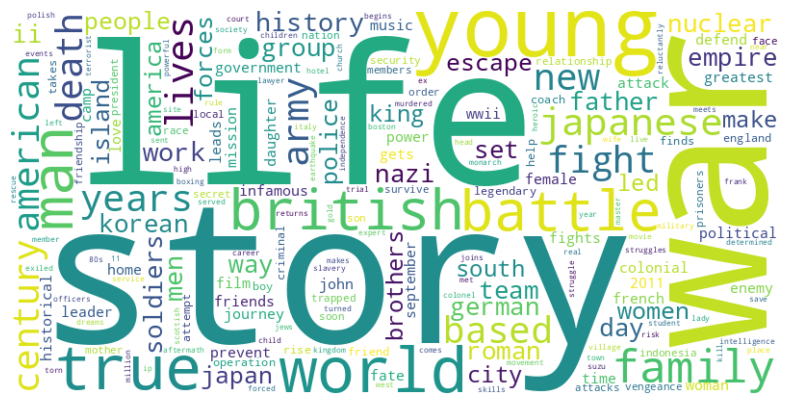 life
story
war
young
world
true
man
battle
british
fight
japanese
family
based
years
century
american
lives
death
army
new
empire
king
nazi
korean
soldiers
japan
city
german
roman
south
team
brothers
way
men
women
day
led
set
father
make
nuclear
escape
history
group
forces
people
ii
island
work
police
america
government
music
camp
love
president
friendship
takes
terrorist
polish
events
race
local
leads
mission
daughter
power
order
members
security
nation
court
society
children
begins
church
hotel
lawyer
form
powerful
relationship
reluctantly
defend
face
attack
greatest
england
finds
coach
help
wwii
gets
female
legendary
survive
infamous
secret
son
trial
criminal
murdered
independence
earthquake
italy
boston
monarch
head
heroic
meets
wife
live
prisoners
frank
political
colonial
2011
french
enemy
save
determined
military
movie
real
struggles
struggle
fights
joins
colonel
september
john
trapped
slavery
makes
career
film
boy
friends
journey
soon
turned
jews
prevent
operation
rise
friend
kingdom
child
aftermath
million
ip
forced
fate
west
movement
comes
skills
vengeance
attacks
town
time
village
suzu
indonesia
risk
student
lady
woman
kill
place
intelligence
home
leader
attempt
historical
exiled
officers
dreams
mother
torn
scottish
service
member
80s
11
served
returns
gold
expert
year
master
site
rule
sent
high
boxing
left
rescue
ex